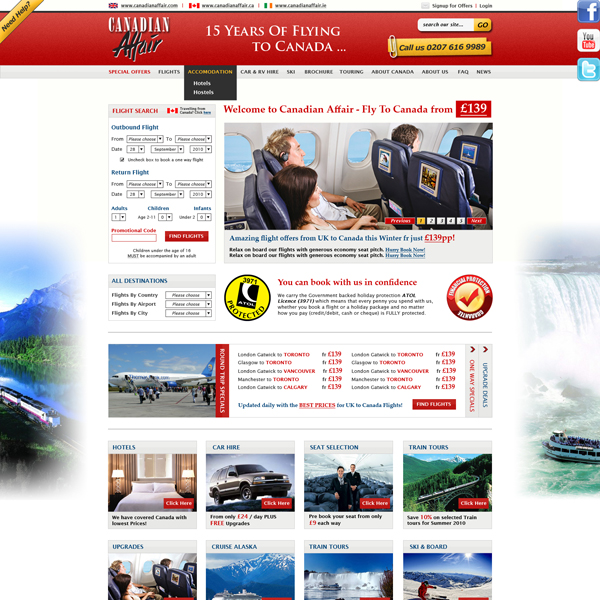 Need Help?
www.canadianaffair.com | www.canadianaffair.ca | www.canadianaffair.ie
Signup for Offers | Login
CANADIAN
Affair
15 Years Of Flying
to Canada ...
search our site... GO
Call us 0207 616 9989
You
Tube
SPECIAL OFFERS FLIGHTS ACCOMODATION CAR & RV HIRE SKI BROCHURE TOURING ABOUT CANADA ABOUT US FAQ NEWS
Hotels
Hostels
FLIGHT SEARCH
Travelling from
Canada? Click here
Outbound Flight
From Please choose To Please choose
Date 28 September 2010
Uncheck box to book a one way flight
Return Flight
From Please choose To Please choose
Date 28 September 2010
Adults Children Infants
1 Age 2-11 0 Under 2 0
Promotional Code
FIND FLIGHTS
Children under the age of 16
MUST be accompanied by an adult
Welcome to Canadian Affair - Fly To Canada from £139
Previous 1 2 3 4 5 Next
Amazing flight offers from UK to Canada this Winter fr just £139pp!
Relax on board our flights with generous economy seat pitch. Hurry Book Now!
Relax on board our flights with generous economy seat pitch. Hurry Book Now!
ALL DESTINATIONS
Flights By Country Please choose
Flights By Airport Please choose
Flights By City Please choose
3971
ATOL
PROTECTED
You can book with us in confidence
We carry the Government backed holiday protection ATOL
Licence (3971) which means that every penny you spend with us,
whether you book a flight or a holiday package and no matter
how you pay (credit/debit, cash or cheque) is FULLY protected.
FINANCIAL PROTECTION
GUARANTEE
ROUND TRIP SPECIALS
London Gatwick to TORONTO fr £139
Glasgow to TORONTO fr £139
London Gatwick to VANCOUVER fr £139
Manchester to TORONTO fr £139
London Gatwick to CALGARY fr £139
London Gatwick to TORONTO fr £139
Glasgow to TORONTO fr £139
London Gatwick to VANCOUVER fr £139
Manchester to TORONTO fr £139
London Gatwick to CALGARY fr £139
Updated daily with the BEST PRICES for UK to Canada Flights!
FIND FLIGHTS
ONE WAY SPECIALS
UPGRADE DEALS
HOTELS
Click Here
We have covered Canada with
lowest Prices!
CAR HIRE
Click Here
From only £24 / day PLUS
FREE Upgrades
SEAT SELECTION
Click Here
Pre book your seat from only
£9 each way
TRAIN TOURS
Click Here
Save 10% on selected Train
tours for Summer 2010
UPGRADES
CRUISE ALASKA
TRAIN TOURS
SKI & BOARD